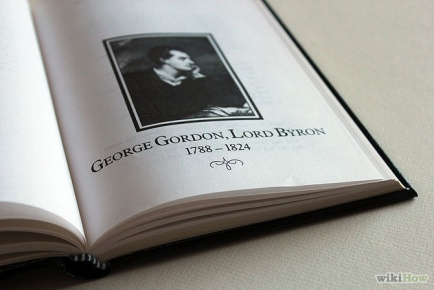 GEORGE GORDON, LORD BYRON
1788 – 1824
wikiHow